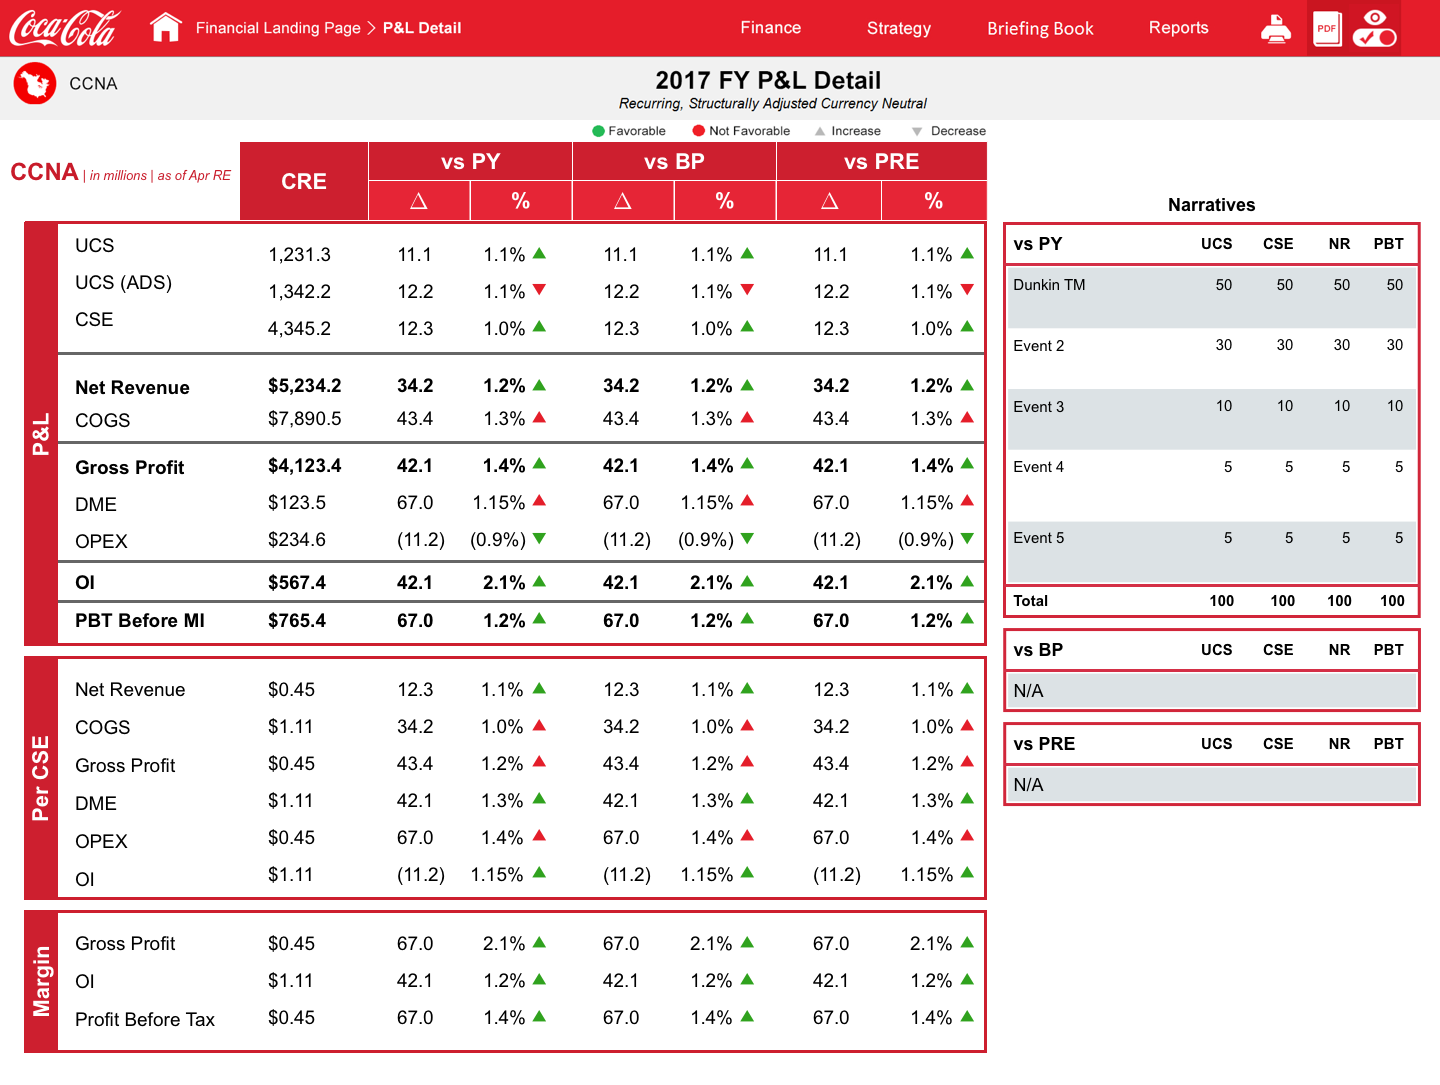 Coca-Cola Financial Landing Page > P&L Detail Finance Strategy Briefing Book Reports PDF
CCNA 2017 FY P&L Detail
Recurring, Structurally Adjusted Currency Neutral
Favorable Not Favorable Increase Decrease
CCNA | in millions | as of Apr RE CRE vs PY vs BP vs PRE
Δ % Δ % Δ %
P&L
UCS 1,231.3 11.1 1.1% 11.1 1.1% 11.1 1.1%
UCS (ADS) 1,342.2 12.2 1.1% 12.2 1.1% 12.2 1.1%
CSE 4,345.2 12.3 1.0% 12.3 1.0% 12.3 1.0%
Net Revenue $5,234.2 34.2 1.2% 34.2 1.2% 34.2 1.2%
COGS $7,890.5 43.4 1.3% 43.4 1.3% 43.4 1.3%
Gross Profit $4,123.4 42.1 1.4% 42.1 1.4% 42.1 1.4%
DME $123.5 67.0 1.15% 67.0 1.15% 67.0 1.15%
OPEX $234.6 (11.2) (0.9%) (11.2) (0.9%) (11.2) (0.9%)
OI $567.4 42.1 2.1% 42.1 2.1% 42.1 2.1%
PBT Before MI $765.4 67.0 1.2% 67.0 1.2% 67.0 1.2%
Per CSE
Net Revenue $0.45 12.3 1.1% 12.3 1.1% 12.3 1.1%
COGS $1.11 34.2 1.0% 34.2 1.0% 34.2 1.0%
Gross Profit $0.45 43.4 1.2% 43.4 1.2% 43.4 1.2%
DME $1.11 42.1 1.3% 42.1 1.3% 42.1 1.3%
OPEX $0.45 67.0 1.4% 67.0 1.4% 67.0 1.4%
OI $1.11 (11.2) 1.15% (11.2) 1.15% (11.2) 1.15%
Margin
Gross Profit $0.45 67.0 2.1% 67.0 2.1% 67.0 2.1%
OI $1.11 42.1 1.2% 42.1 1.2% 42.1 1.2%
Profit Before Tax $0.45 67.0 1.4% 67.0 1.4% 67.0 1.4%
Narratives
vs PY UCS CSE NR PBT
Dunkin TM 50 50 50 50
Event 2 30 30 30 30
Event 3 10 10 10 10
Event 4 5 5 5 5
Event 5 5 5 5 5
Total 100 100 100 100
vs BP UCS CSE NR PBT
N/A
vs PRE UCS CSE NR PBT
N/A